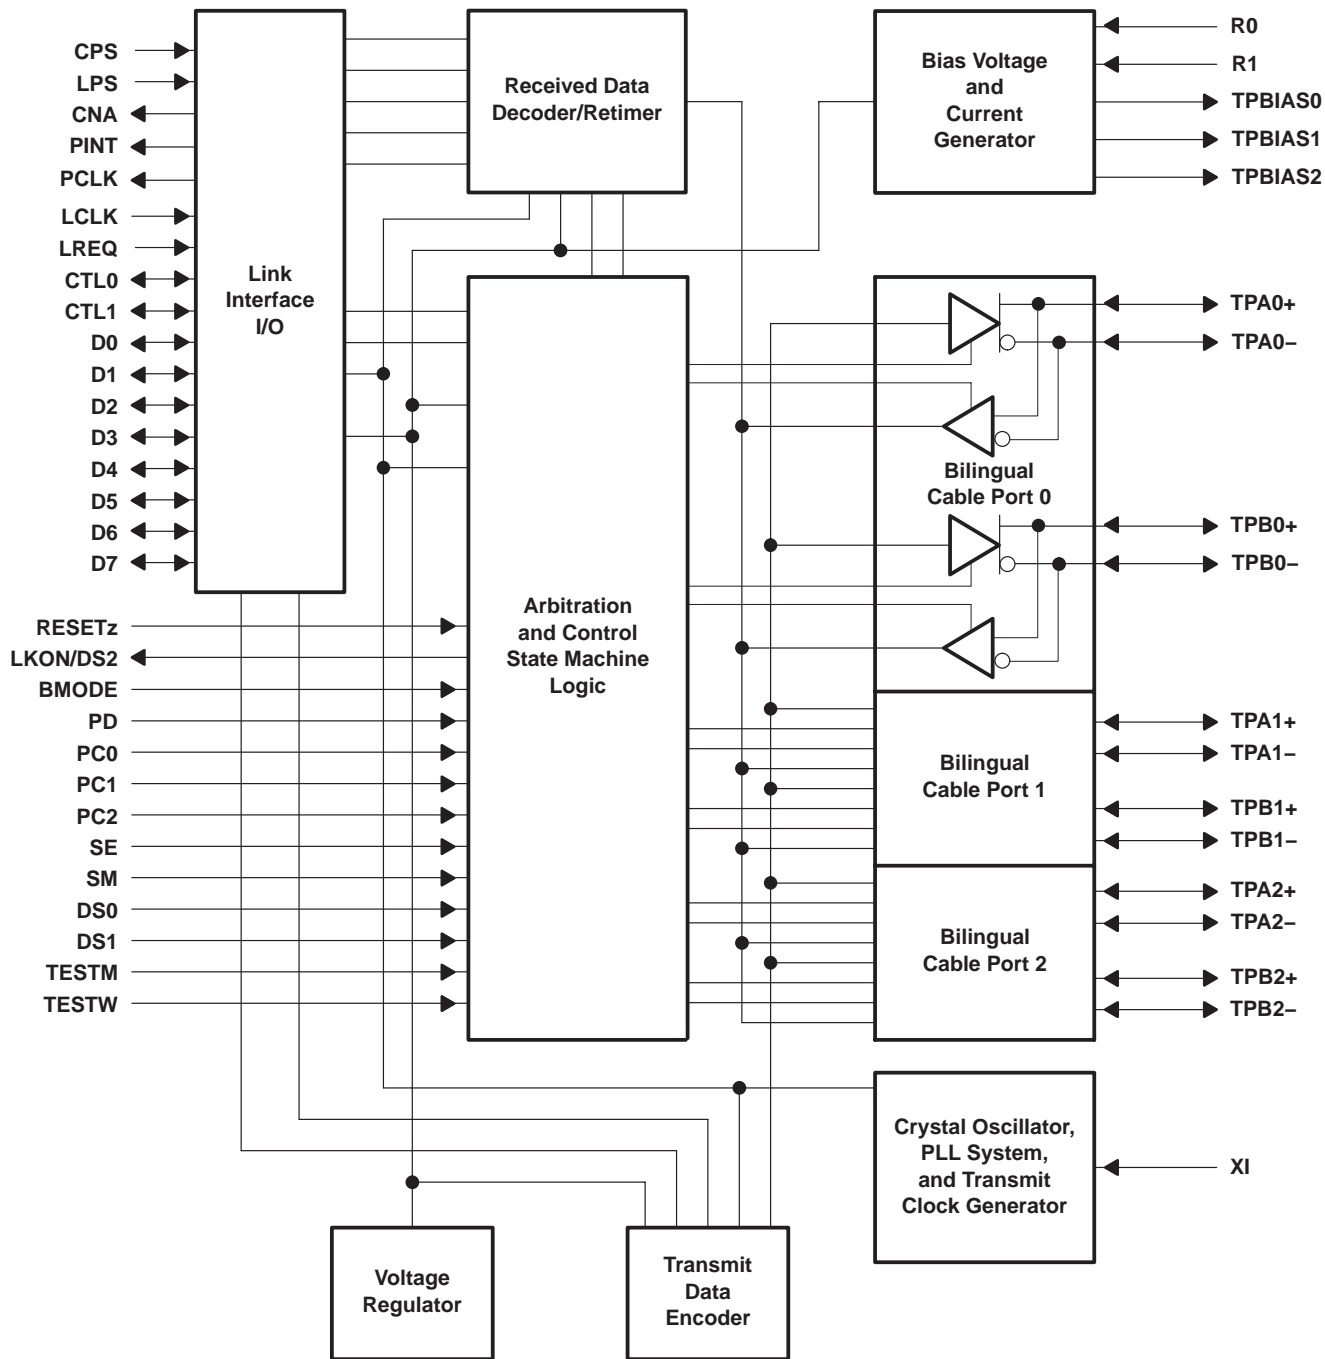 CPS
LPS
CNA
PINT
PCLK
LCLK
LREQ
CTL0
CTL1
D0
D1
D2
D3
D4
D5
D6
D7
RESETz
LKON/DS2
BMODE
PD
PC0
PC1
PC2
SE
SM
DS0
DS1
TESTM
TESTW
Link
Interface
I/O
Received Data
Decoder/Retimer
Arbitration
and Control
State Machine
Logic
Bias Voltage
and
Current
Generator
Bilingual
Cable Port 0
Bilingual
Cable Port 1
Bilingual
Cable Port 2
Crystal Oscillator,
PLL System,
and Transmit
Clock Generator
Voltage
Regulator
Transmit
Data
Encoder
R0
R1
TPBIAS0
TPBIAS1
TPBIAS2
TPA0+
TPA0–
TPB0+
TPB0–
TPA1+
TPA1–
TPB1+
TPB1–
TPA2+
TPA2–
TPB2+
TPB2–
XI